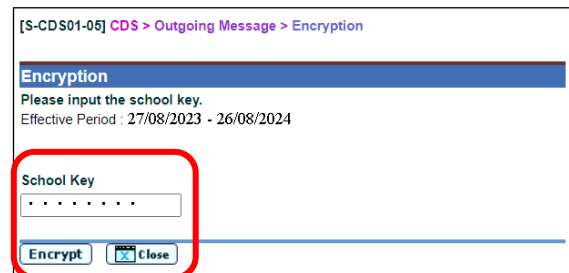 [S-CDS01-05] CDS > Outgoing Message > Encryption
Encryption
Please input the school key.
Effective Period : 27/08/2023 - 26/08/2024
School Key
Encrypt Close